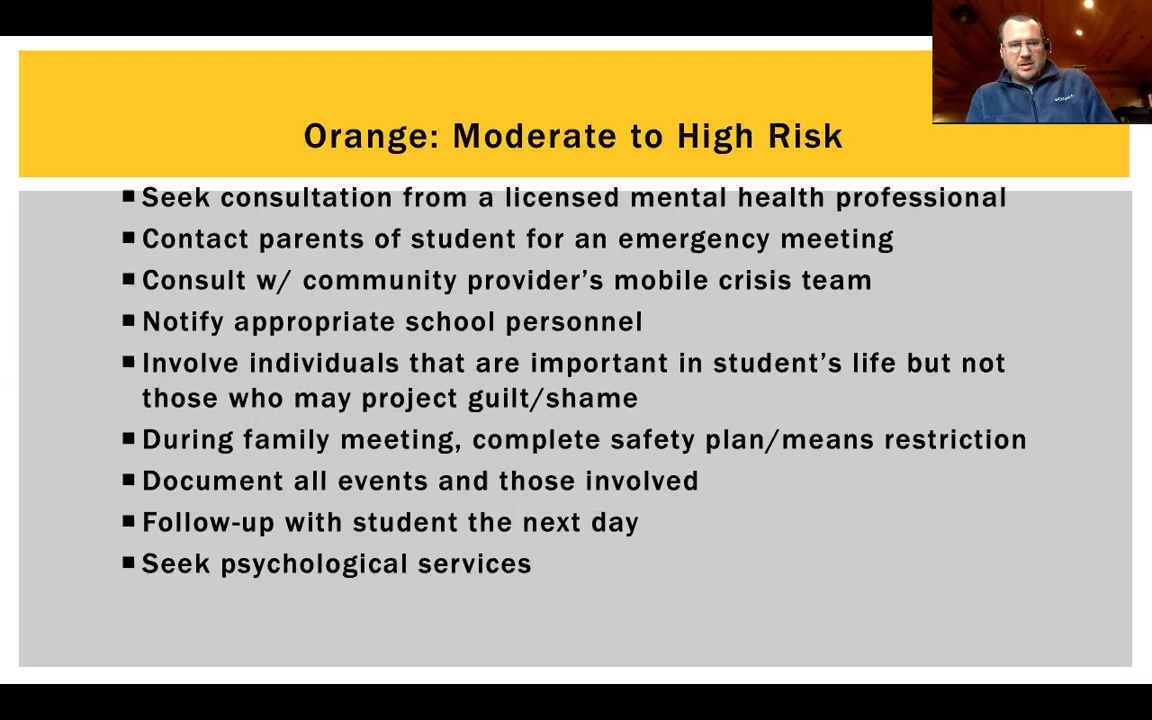 Orange: Moderate to High Risk
▪ Seek consultation from a licensed mental health professional
▪ Contact parents of student for an emergency meeting
▪ Consult w/ community provider’s mobile crisis team
▪ Notify appropriate school personnel
▪ Involve individuals that are important in student’s life but not
those who may project guilt/shame
▪ During family meeting, complete safety plan/means restriction
▪ Document all events and those involved
▪ Follow-up with student the next day
▪ Seek psychological services